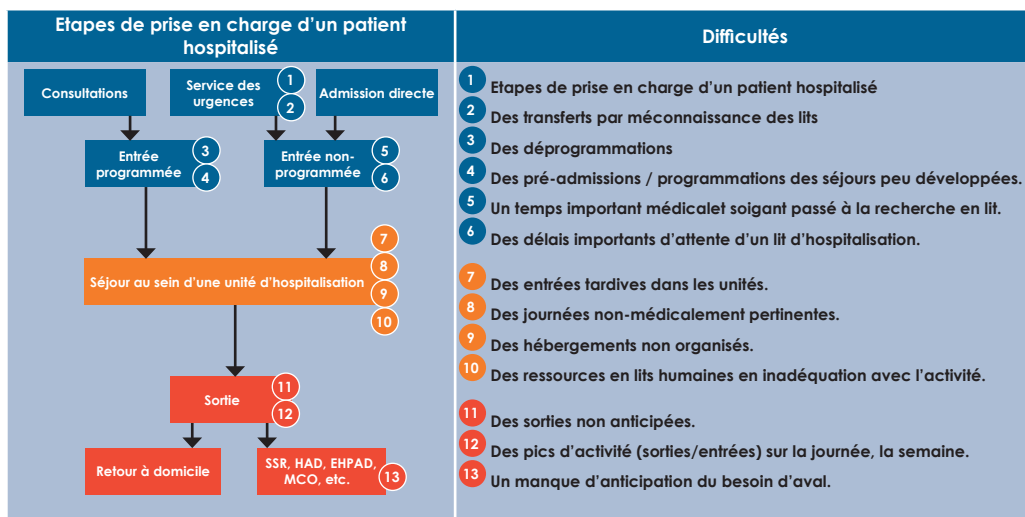 Etapes de prise en charge d'un patient
hospitalisé
Consultations
Service des
urgences
1
2
Admission directe
Entrée
programmée
3
4
Entrée non-
programmée
5
6
Séjour au sein d'une unité d'hospitalisation
7
8
9
10
Sortie
11
12
Retour à domicile
SSR, HAD, EHPAD,
MCO, etc.
13
Difficultés
1 Etapes de prise en charge d'un patient hospitalisé
2 Des transferts par méconnaissance des lits
3 Des déprogrammations
4 Des pré-admissions / programmations des séjours peu développées.
5 Un temps important médicalet soigant passé à la recherche en lit.
6 Des délais importants d'attente d'un lit d'hospitalisation.
7 Des entrées tardives dans les unités.
8 Des journées non-médicalement pertinentes.
9 Des hébergements non organisés.
10 Des ressources en lits humaines en inadéquation avec l'activité.
11 Des sorties non anticipées.
12 Des pics d'activité (sorties/entrées) sur la journée, la semaine.
13 Un manque d'anticipation du besoin d'aval.